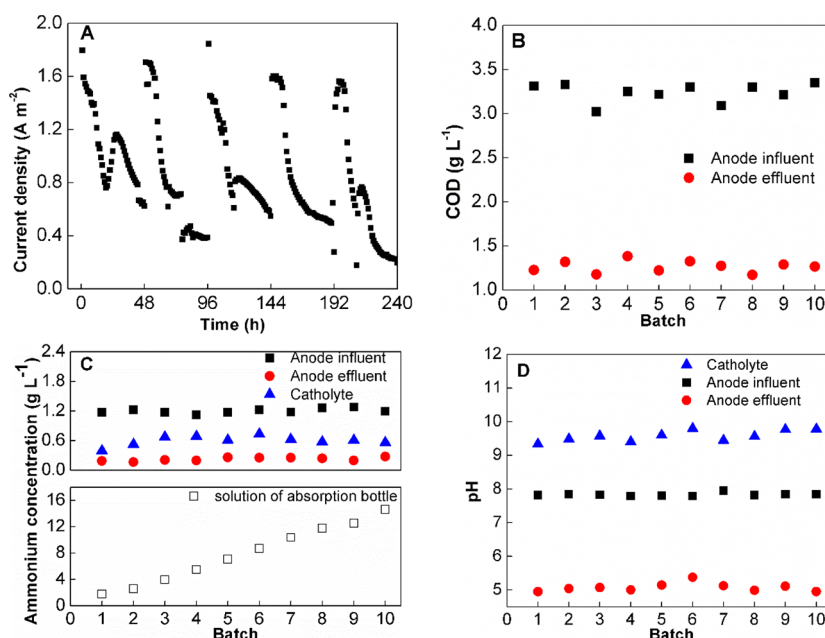 A
Current density (A m⁻²)
2.0
1.6
1.2
0.8
0.4
0.0
0 48 96 144 192 240
Time (h)
B
COD (g L⁻¹)
4.0
3.5
3.0
2.5
2.0
1.5
1.0
Anode influent
Anode effluent
0 1 2 3 4 5 6 7 8 9 10
Batch
C
Ammonium concentration (g L⁻¹)
2.4
1.8
1.2
0.6
0.0
Anode influent
Anode effluent
Catholyte
16
12
8
4
0
solution of absorption bottle
0 1 2 3 4 5 6 7 8 9 10
Batch
D
pH
12
11
10
9
8
7
6
5
Catholyte
Anode influent
Anode effluent
0 1 2 3 4 5 6 7 8 9 10
Batch